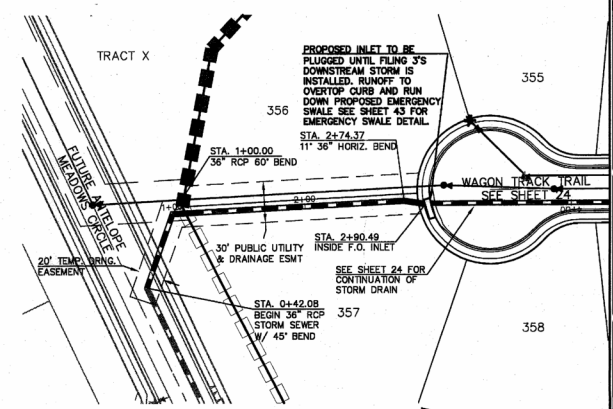 TRACT X
PROPOSED INLET TO BE
PLUGGED UNTIL FILING 3'S
DOWNSTREAM STORM IS
INSTALLED. RUNOFF TO
OVERTOP CURB AND RUN
DOWN PROPOSED EMERGENCY
SWALE SEE SHEET 43 FOR
EMERGENCY SWALE DETAIL.
355
356
STA. 1+00.00
36" RCP 60° BEND
STA. 2+74.37
11° 36" HORIZ. BEND
FUTURE ANTELOPE
MEADOWS CIRCLE
WAGON TRACK TRAIL
SEE SHEET 24
1+00
2+00
4+00
30' PUBLIC UTILITY
& DRAINAGE ESMT
STA. 2+90.49
INSIDE F.O. INLET
20' TEMP. DRNG.
EASEMENT
SEE SHEET 24 FOR
CONTINUATION OF
STORM DRAIN
STA. 0+42.08
BEGIN 36" RCP
STORM SEWER
W/ 45° BEND
357
358